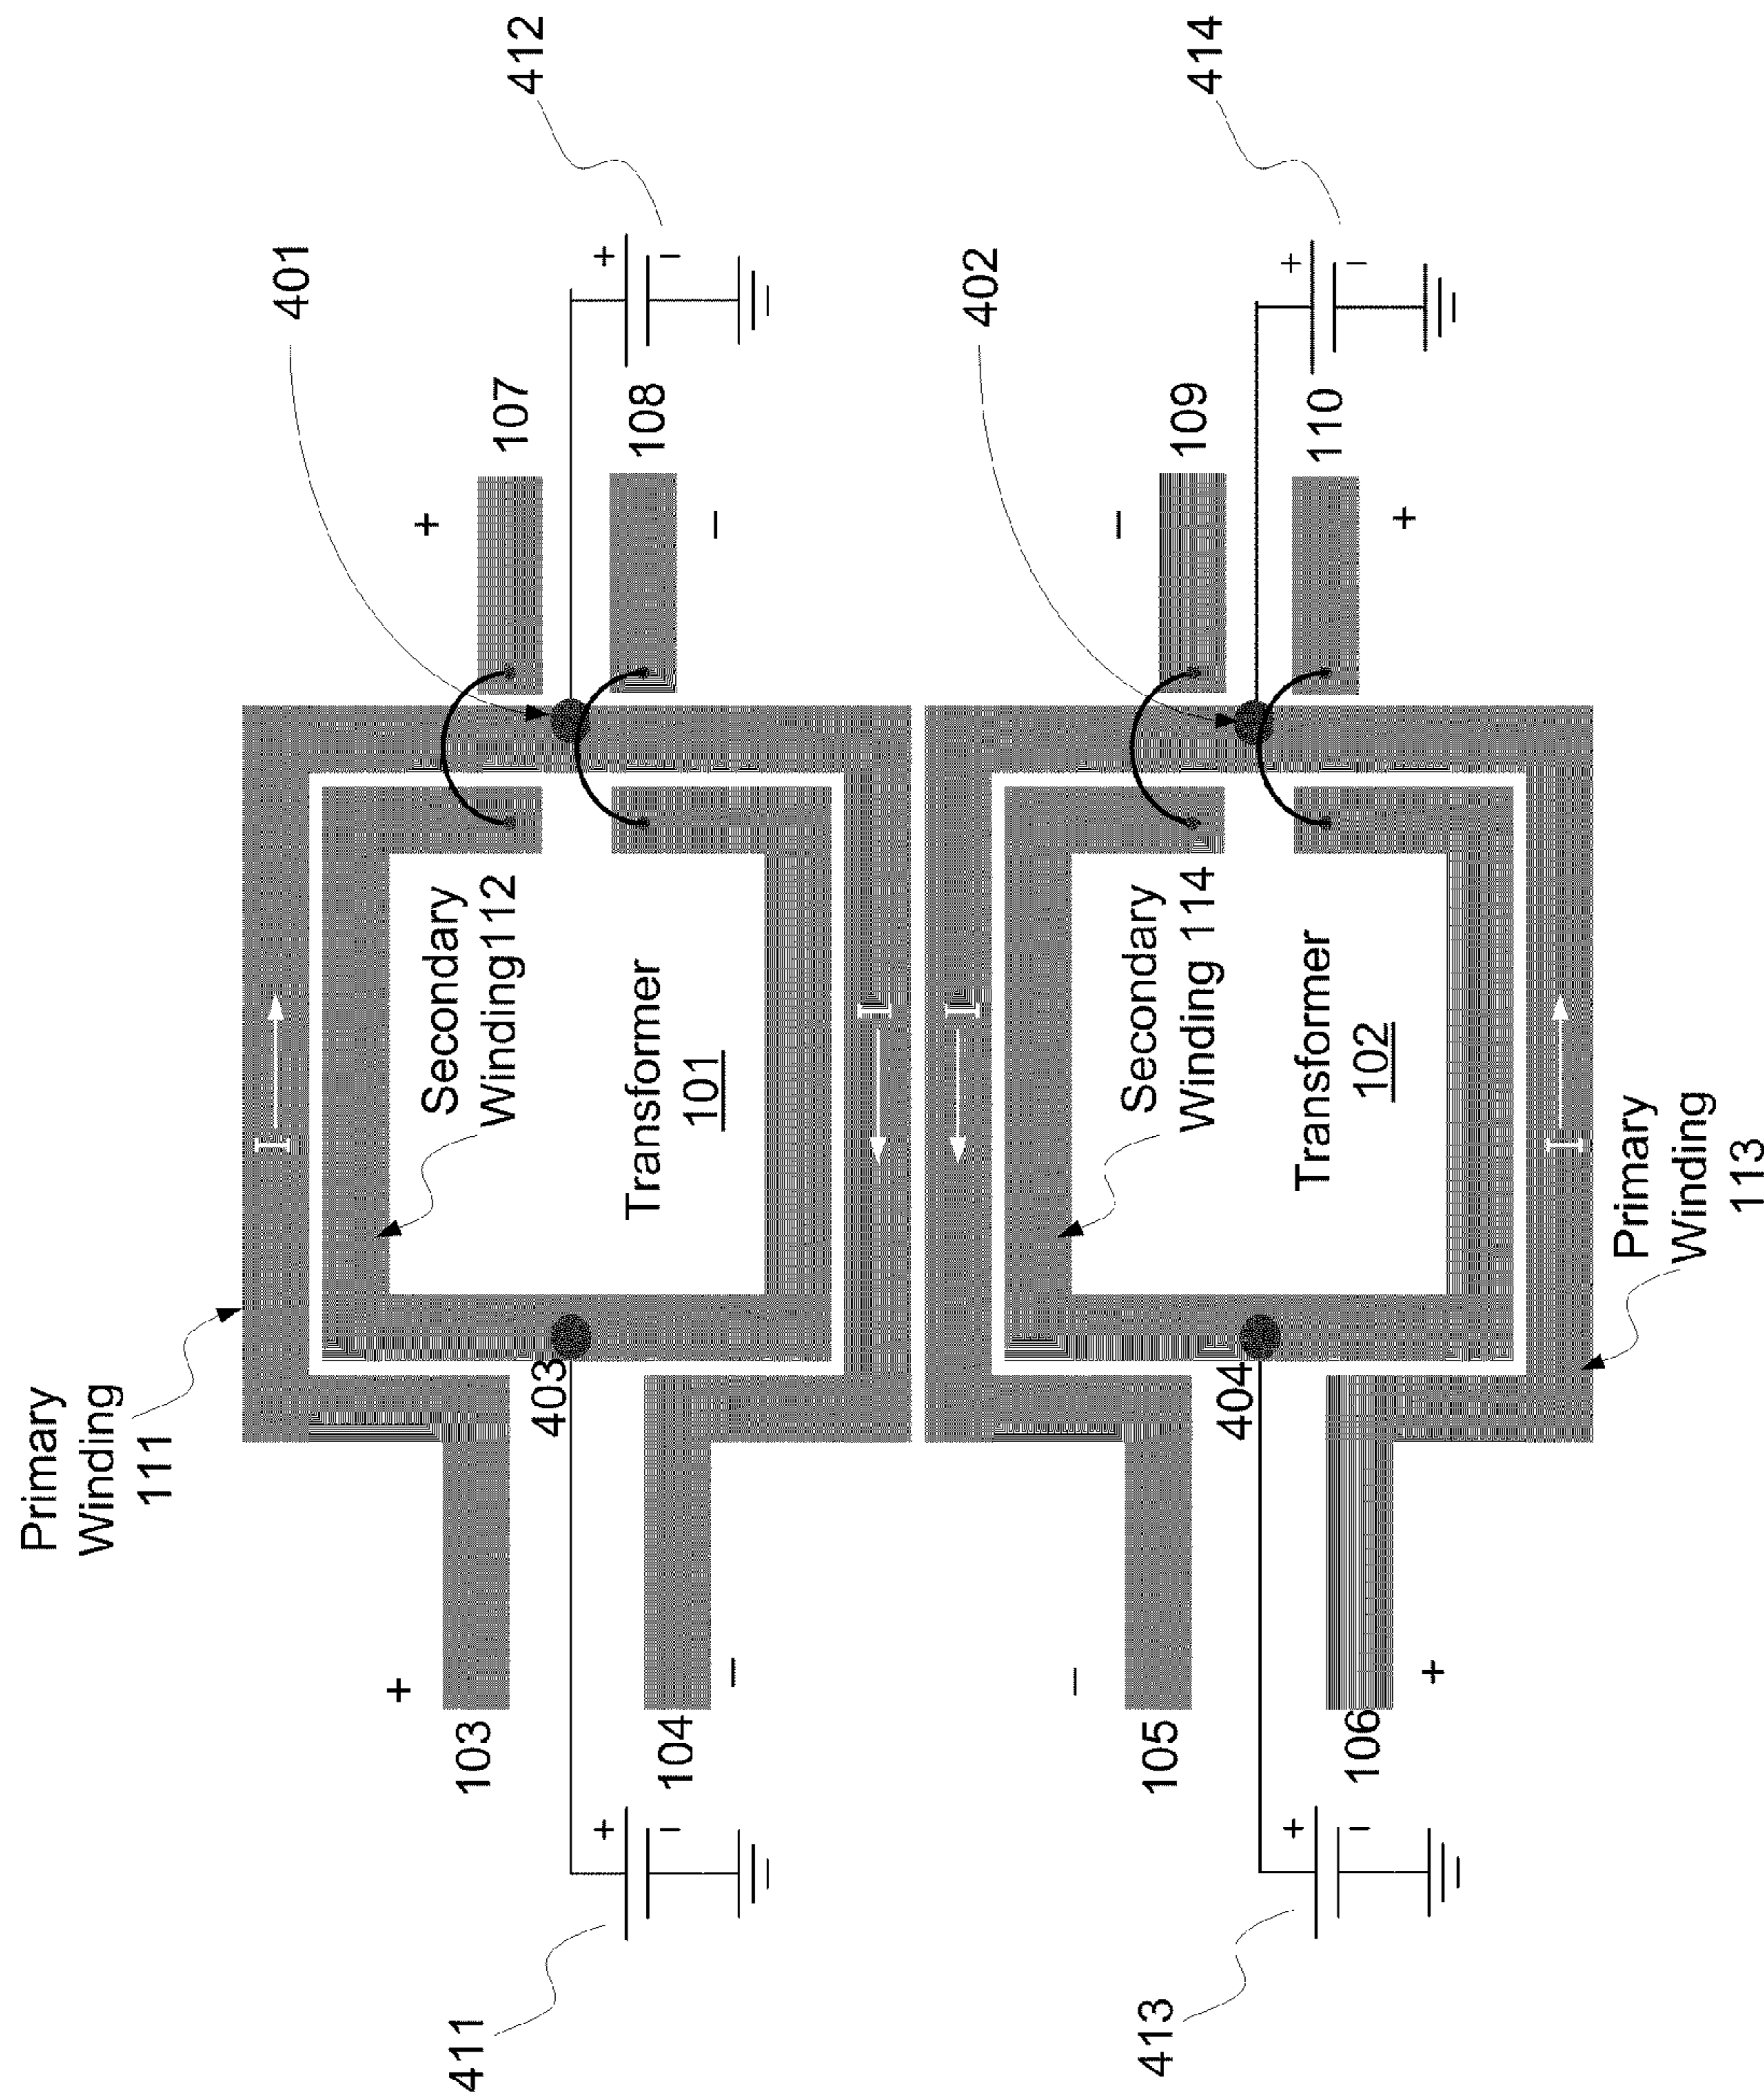 Primary
Winding
111
401
412
411
+
-
103
+
104
-
I
I
403
Secondary
Winding112
Transformer
101
+
107
108
-
+
-
402
414
413
+
-
-
105
106
+
I
I
404
Secondary
Winding 114
Transformer
102
-
109
110
+
+
-
Primary
Winding
113